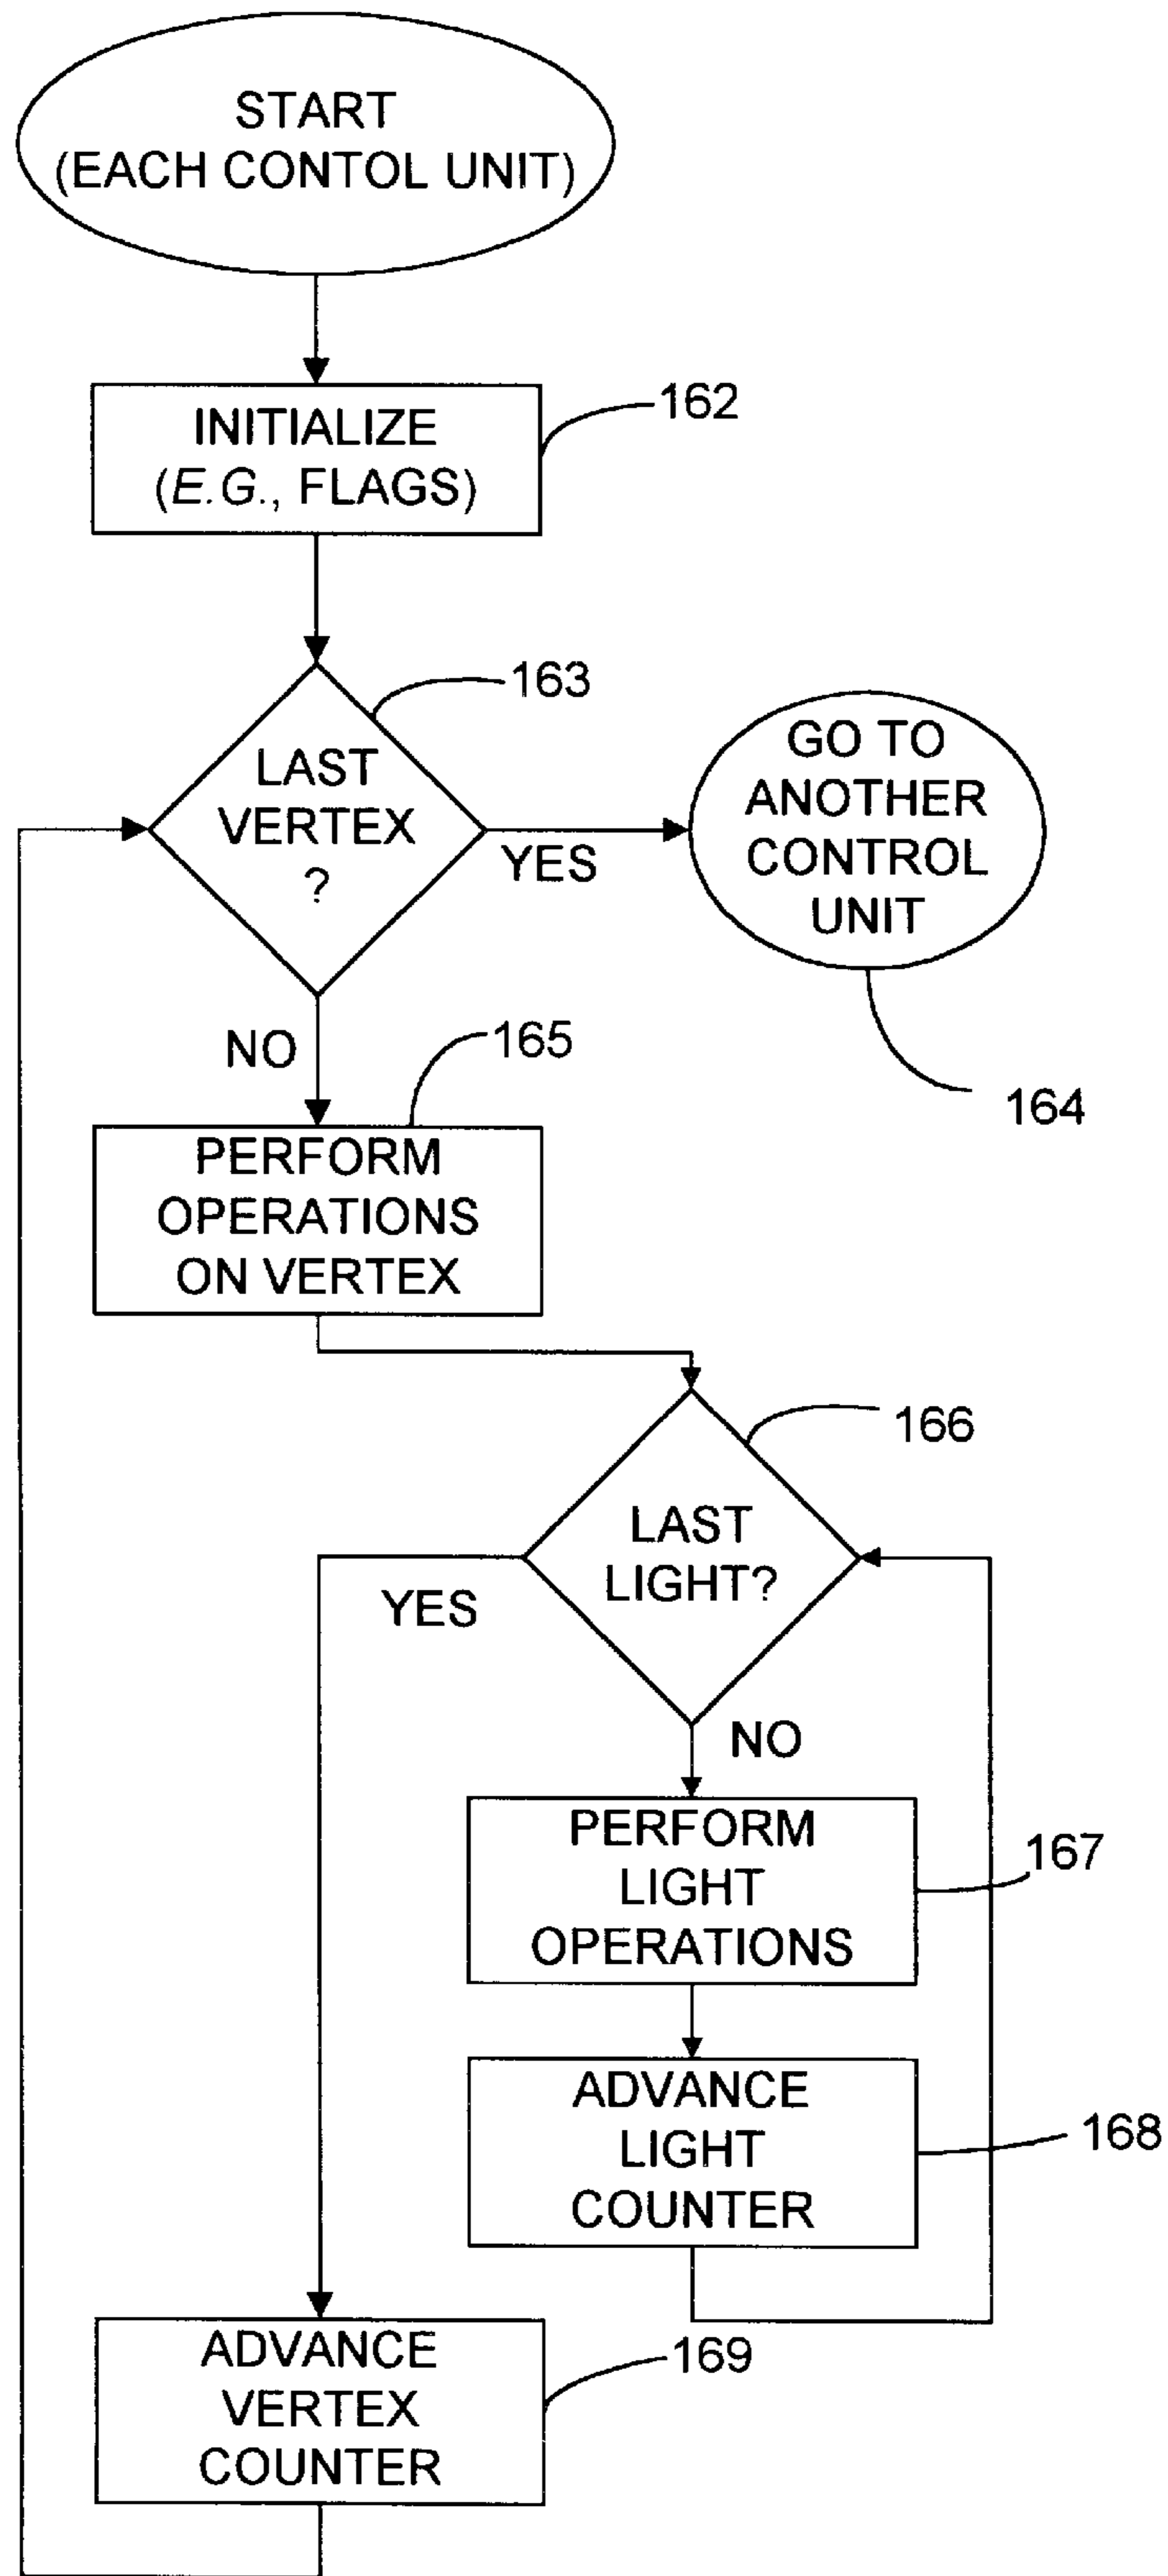 START
(EACH CONTOL UNIT)
INITIALIZE
(E.G., FLAGS)
162
163
LAST
VERTEX
?
YES
GO TO
ANOTHER
CONTROL
UNIT
164
NO
165
PERFORM
OPERATIONS
ON VERTEX
166
LAST
LIGHT?
YES
NO
PERFORM
LIGHT
OPERATIONS
167
ADVANCE
LIGHT
COUNTER
168
ADVANCE
VERTEX
COUNTER
169